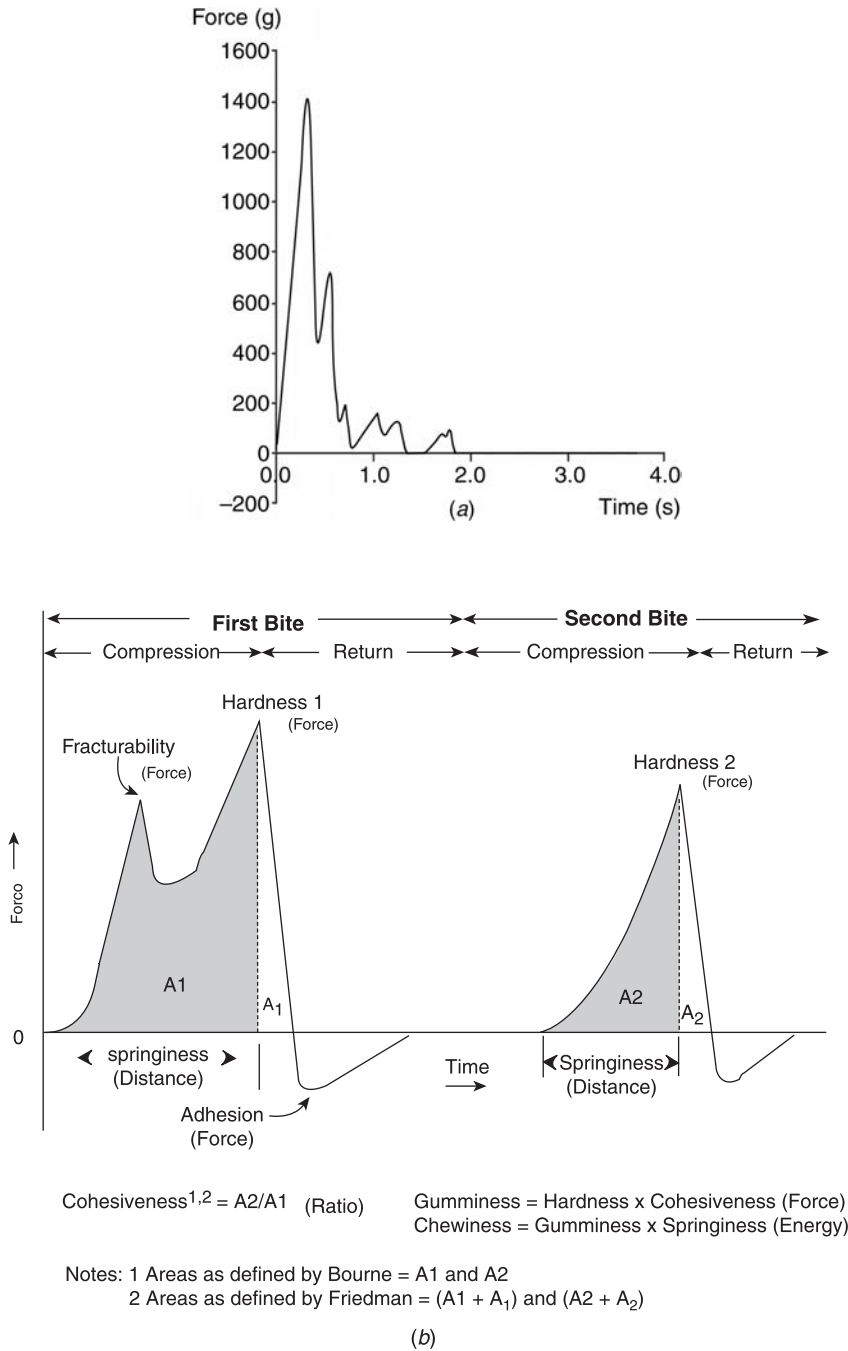 Force (g)
1600
1400
1200
1000
800
600
400
200
0
–200
0.0 1.0 2.0 3.0 4.0
(a) Time (s)
First Bite Second Bite
Compression Return Compression Return
Hardness 1
(Force)
Fracturability
(Force)
Hardness 2
(Force)
Forco
A1 A1 A2 A2
0
springiness
(Distance)
Time
Springiness
(Distance)
Adhesion
(Force)
Cohesiveness1,2 = A2/A1 (Ratio)
Gumminess = Hardness x Cohesiveness (Force)
Chewiness = Gumminess x Springiness (Energy)
Notes: 1 Areas as defined by Bourne = A1 and A2
2 Areas as defined by Friedman = (A1 + A1) and (A2 + A2)
(b)